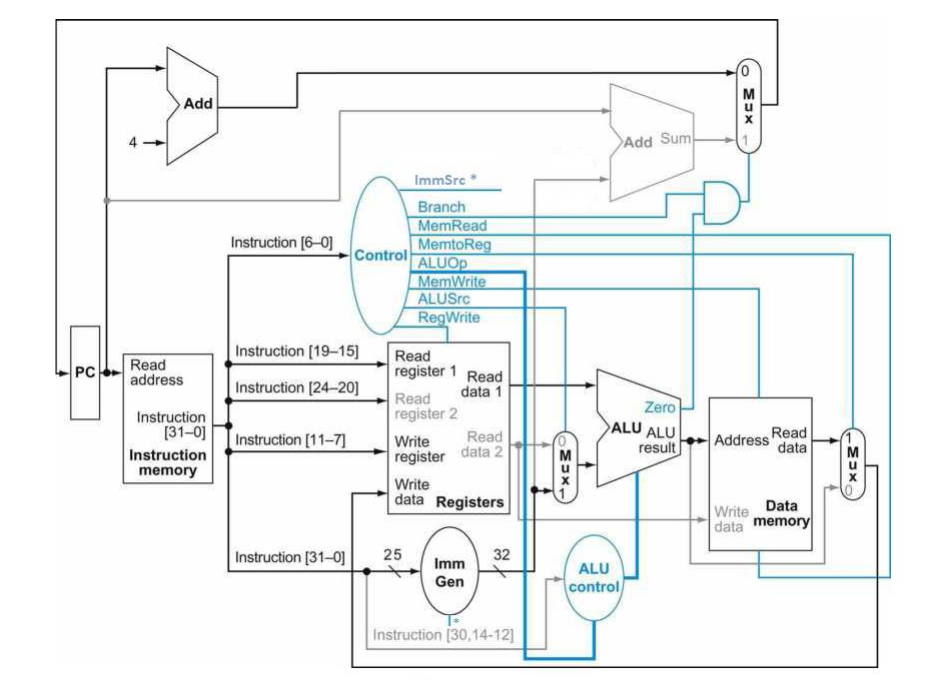 Add
4
0
M
u
x
1
Add Sum
ImmSrc *
Branch
MemRead
MemtoReg
ALUOp
MemWrite
ALUSrc
RegWrite
Control
Instruction [6–0]
PC
Read
address
Instruction
[31–0]
Instruction
memory
Instruction [19–15]
Instruction [24–20]
Instruction [11–7]
Instruction [31–0]
Read
register 1
Read
register 2
Write
register
Write
data
Read
data 1
Read
data 2
Registers
0
M
u
x
1
Zero
ALU
ALU
result
Address
Read
data
Write
data
Data
memory
1
M
u
x
0
25
Imm
Gen
32
*
ALU
control
Instruction [30,14-12]